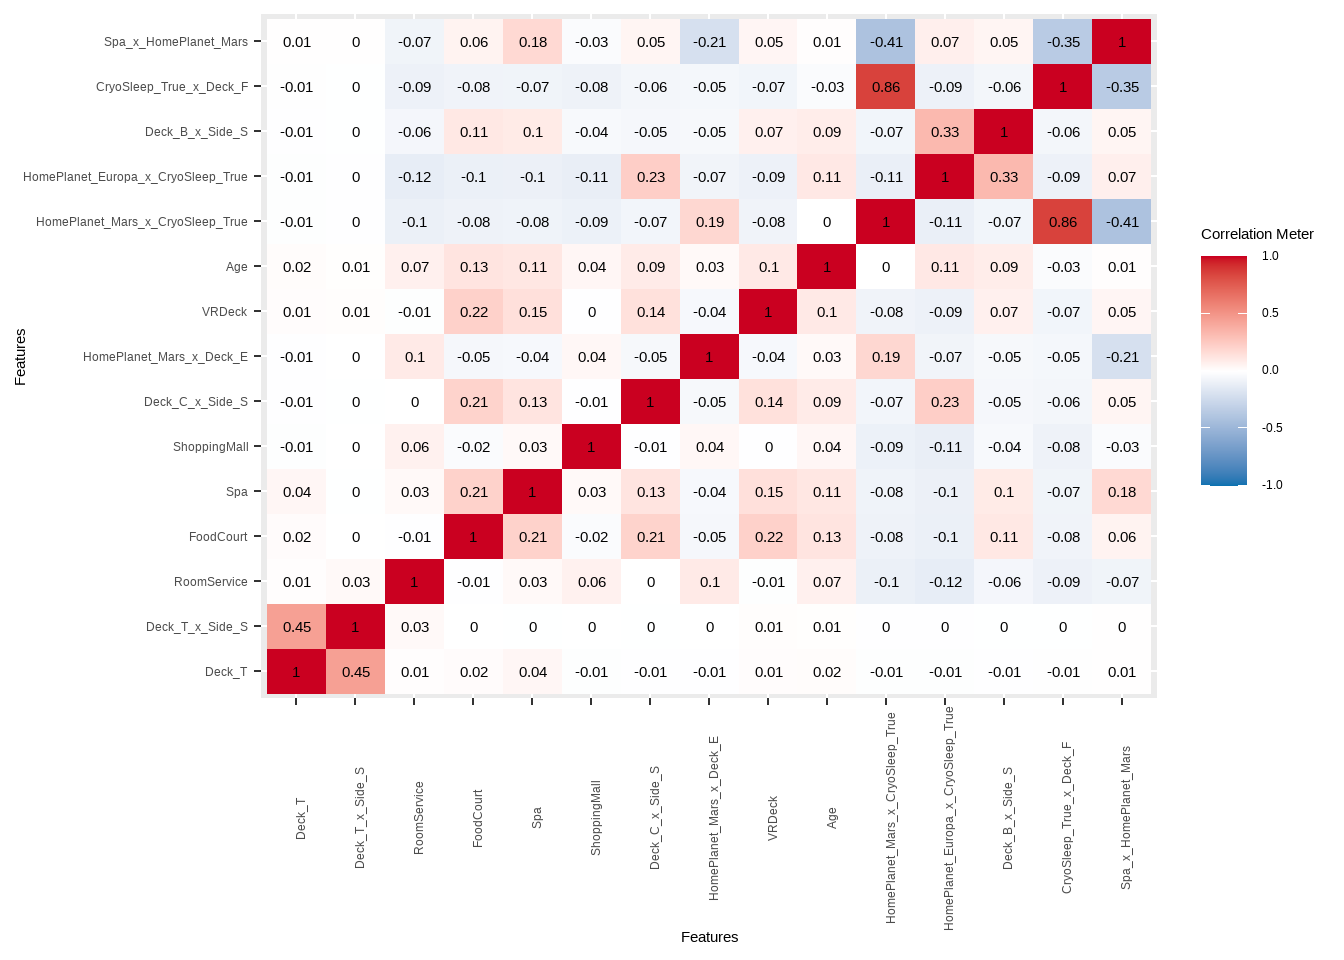 Spa_x_HomePlanet_Mars 0.01 0 -0.07 0.06 0.18 -0.03 0.05 -0.21 0.05 0.01 -0.41 0.07 0.05 -0.35 1
CryoSleep_True_x_Deck_F -0.01 0 -0.09 -0.08 -0.07 -0.08 -0.06 -0.05 -0.07 -0.03 0.86 -0.09 -0.06 1 -0.35
Deck_B_x_Side_S -0.01 0 -0.06 0.11 0.1 -0.04 -0.05 -0.05 0.07 0.09 -0.07 0.33 1 -0.06 0.05
HomePlanet_Europa_x_CryoSleep_True -0.01 0 -0.12 -0.1 -0.1 -0.11 0.23 -0.07 -0.09 0.11 -0.11 1 0.33 -0.09 0.07
HomePlanet_Mars_x_CryoSleep_True -0.01 0 -0.1 -0.08 -0.08 -0.09 -0.07 0.19 -0.08 0 1 -0.11 -0.07 0.86 -0.41
Age 0.02 0.01 0.07 0.13 0.11 0.04 0.09 0.03 0.1 1 0 0.11 0.09 -0.03 0.01
VRDeck 0.01 0.01 -0.01 0.22 0.15 0 0.14 -0.04 1 0.1 -0.08 -0.09 0.07 -0.07 0.05
HomePlanet_Mars_x_Deck_E -0.01 0 0.1 -0.05 -0.04 0.04 -0.05 1 -0.04 0.03 0.19 -0.07 -0.05 -0.05 -0.21
Deck_C_x_Side_S -0.01 0 0 0.21 0.13 -0.01 1 -0.05 0.14 0.09 -0.07 0.23 -0.05 -0.06 0.05
ShoppingMall -0.01 0 0.06 -0.02 0.03 1 -0.01 0.04 0 0.04 -0.09 -0.11 -0.04 -0.08 -0.03
Spa 0.04 0 0.03 0.21 1 0.03 0.13 -0.04 0.15 0.11 -0.08 -0.1 0.1 -0.07 0.18
FoodCourt 0.02 0 -0.01 1 0.21 -0.02 0.21 -0.05 0.22 0.13 -0.08 -0.1 0.11 -0.08 0.06
RoomService 0.01 0.03 1 -0.01 0.03 0.06 0 0.1 -0.01 0.07 -0.1 -0.12 -0.06 -0.09 -0.07
Deck_T_x_Side_S 0.45 1 0.03 0 0 0 0 0 0.01 0.01 0 0 0 0 0
Deck_T 1 0.45 0.01 0.02 0.04 -0.01 -0.01 -0.01 0.01 0.02 -0.01 -0.01 -0.01 -0.01 0.01
Features
Deck_T
Deck_T_x_Side_S
RoomService
FoodCourt
Spa
ShoppingMall
Deck_C_x_Side_S
HomePlanet_Mars_x_Deck_E
VRDeck
Age
HomePlanet_Mars_x_CryoSleep_True
HomePlanet_Europa_x_CryoSleep_True
Deck_B_x_Side_S
CryoSleep_True_x_Deck_F
Spa_x_HomePlanet_Mars
Features
Correlation Meter
1.0
0.5
0.0
-0.5
-1.0